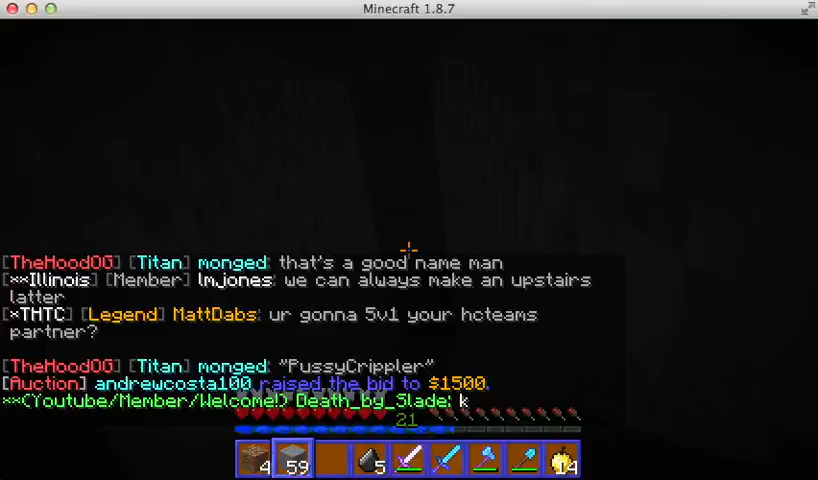 Minecraft 1.8.7
[TheHoodOG] [Titan] monged: that's a good name man
[**Illinois] [Member] lmjones: we can always make an upstairs
latter
[*THTC] [Legend] MattDabs: ur gonna 5v1 your hcteams
partner?
[TheHoodOG] [Titan] monged: "PussyCrippler"
[Auction] andrewcosta100 raised the bid to $1500.
**(Youtube/Member/Welcome!) Death_by_Slade: k
21
4 59 5 14